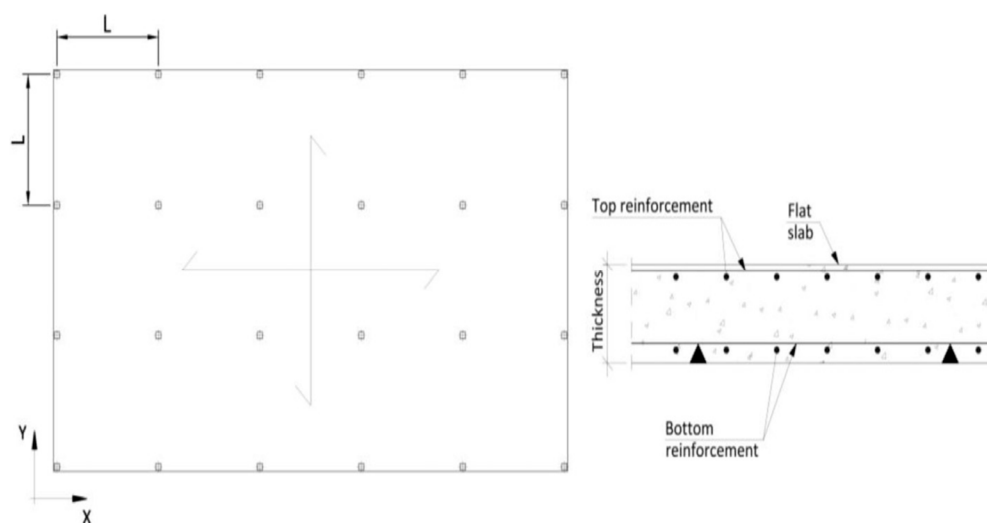 L
L
Y
X
Top reinforcement
Flat
slab
Thickness
Bottom
reinforcement